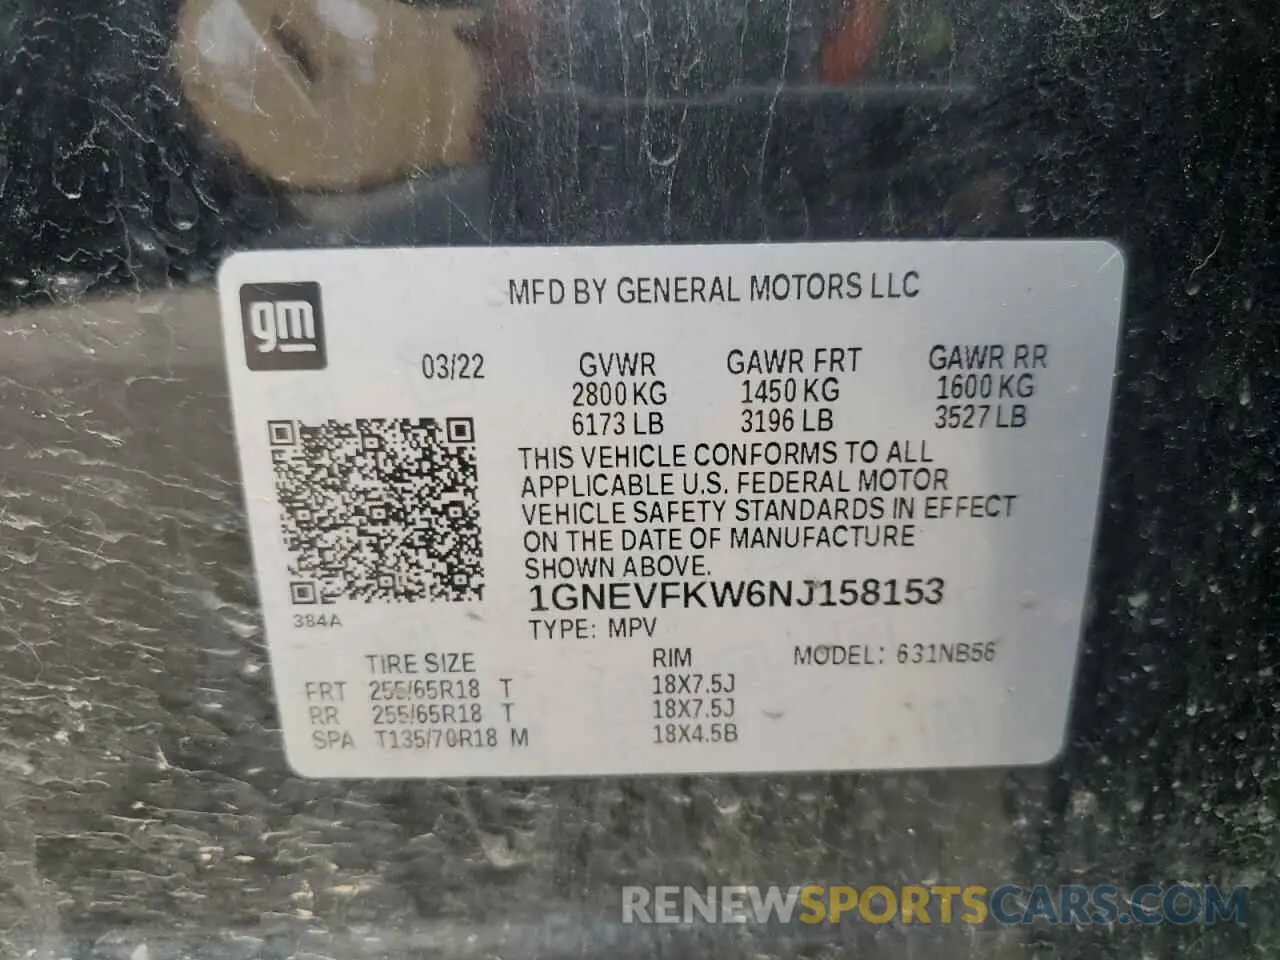 gm
MFD BY GENERAL MOTORS LLC
03/22 GVWR GAWR FRT GAWR RR
2800 KG 1450 KG 1600 KG
6173 LB 3196 LB 3527 LB
THIS VEHICLE CONFORMS TO ALL
APPLICABLE U.S. FEDERAL MOTOR
VEHICLE SAFETY STANDARDS IN EFFECT
ON THE DATE OF MANUFACTURE
SHOWN ABOVE.
1GNEVFKW6NJ158153
384A
TYPE: MPV
TIRE SIZE RIM MODEL: 631NB56
FRT 255/65R18 T 18X7.5J
RR 255/65R18 T 18X7.5J
SPA T135/70R18 M 18X4.5B
RENEWSPORTSCARS.COM